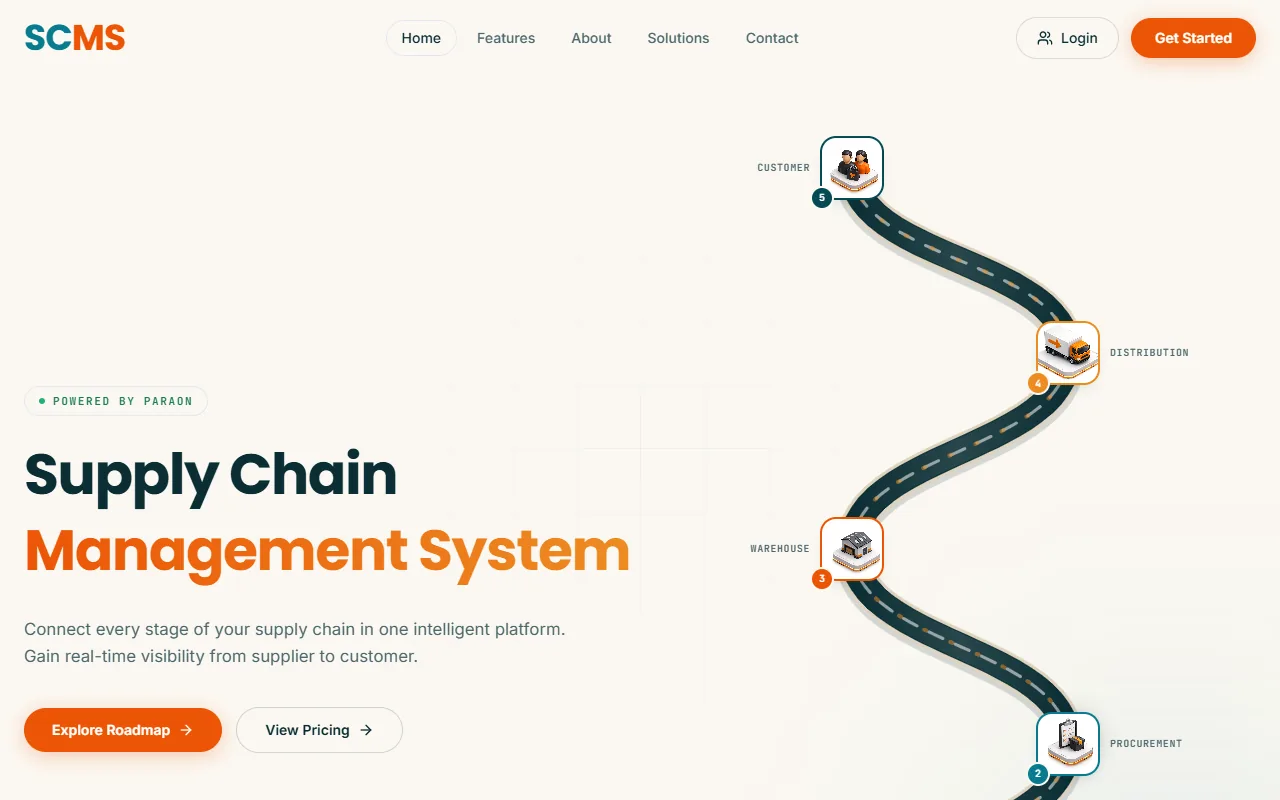 SCMS
Home
Features
About
Solutions
Contact
Login
Get Started
CUSTOMER
5
DISTRIBUTION
4
POWERED BY PARAON
Supply Chain
Management System
WAREHOUSE
3
Connect every stage of your supply chain in one intelligent platform.
Gain real-time visibility from supplier to customer.
Explore Roadmap
View Pricing
PROCUREMENT
2